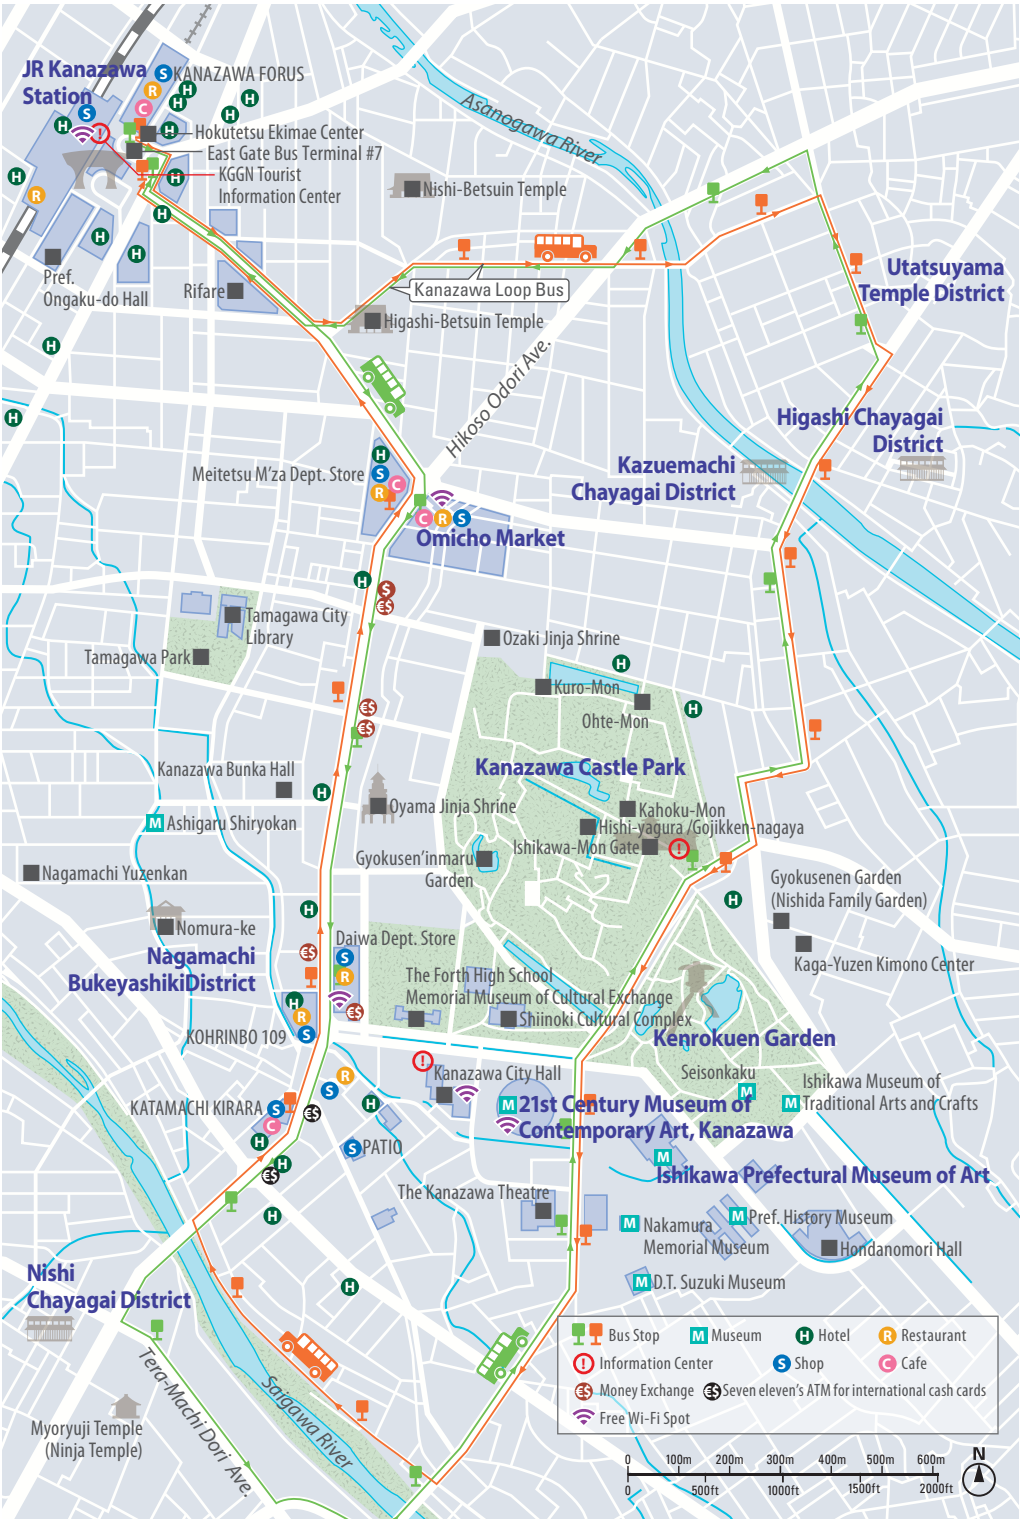 JR Kanazawa
Station
S KANAZAWA FORUS
Hokutetsu Ekimae Center
East Gate Bus Terminal #7
KGGN Tourist
Information Center
Asanogawa River
Nishi-Betsuin Temple
Pref.
Ongaku-do Hall
Rifare
Kanazawa Loop Bus
Higashi-Betsuin Temple
Utatsuyama
Temple District
Hikoso Odori Ave.
Higashi Chayagai
District
Kazuemachi
Chayagai District
Meitetsu M'za Dept. Store
Omicho Market
Tamagawa City
Library
Tamagawa Park
Ozaki Jinja Shrine
Kuro-Mon
Ohte-Mon
Kanazawa Castle Park
Kanazawa Bunka Hall
Oyama Jinja Shrine
Kahoku-Mon
M Ashigaru Shiryokan
Hishi-yagura /Gojikken-nagaya
Ishikawa-Mon Gate
Gyokusen'inmaru
Garden
Nagamachi Yuzenkan
Gyokusenen Garden
(Nishida Family Garden)
Nomura-ke
Nagamachi
BukeyashikiDistrict
Daiwa Dept. Store
Kaga-Yuzen Kimono Center
The Forth High School
Memorial Museum of Cultural Exchange
Shiinoki Cultural Complex
KOHRINBO 109
Kenrokuen Garden
Seisonkaku
Kanazawa City Hall
Ishikawa Museum of
Traditional Arts and Crafts
KATAMACHI KIRARA
21st Century Museum of
Contemporary Art, Kanazawa
S PATIO
Ishikawa Prefectural Museum of Art
The Kanazawa Theatre
Nakamura
Memorial Museum
M Pref. History Museum
Hondanomori Hall
M D.T. Suzuki Museum
Nishi
Chayagai District
Tera-Machi Dori Ave.
Saigawa River
Myoryuji Temple
(Ninja Temple)
Bus Stop M Museum H Hotel R Restaurant
! Information Center S Shop C Cafe
€$ Money Exchange €$ Seven eleven's ATM for international cash cards
Free Wi-Fi Spot
0 100m 200m 300m 400m 500m 600m
0 500ft 1000ft 1500ft 2000ft
N